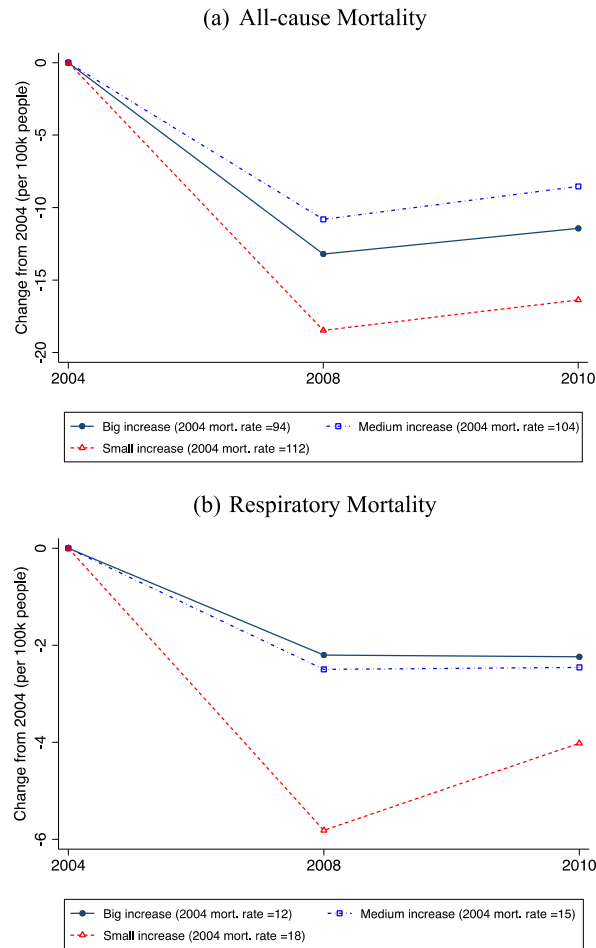 (a) All-cause Mortality
Change from 2004 (per 100k people)
0
-5
-10
-15
-20
2004
2008
2010
Big increase (2004 mort. rate =94)
Medium increase (2004 mort. rate =104)
Small increase (2004 mort. rate =112)
(b) Respiratory Mortality
Change from 2004 (per 100k people)
0
-2
-4
-6
2004
2008
2010
Big increase (2004 mort. rate =12)
Medium increase (2004 mort. rate =15)
Small increase (2004 mort. rate =18)